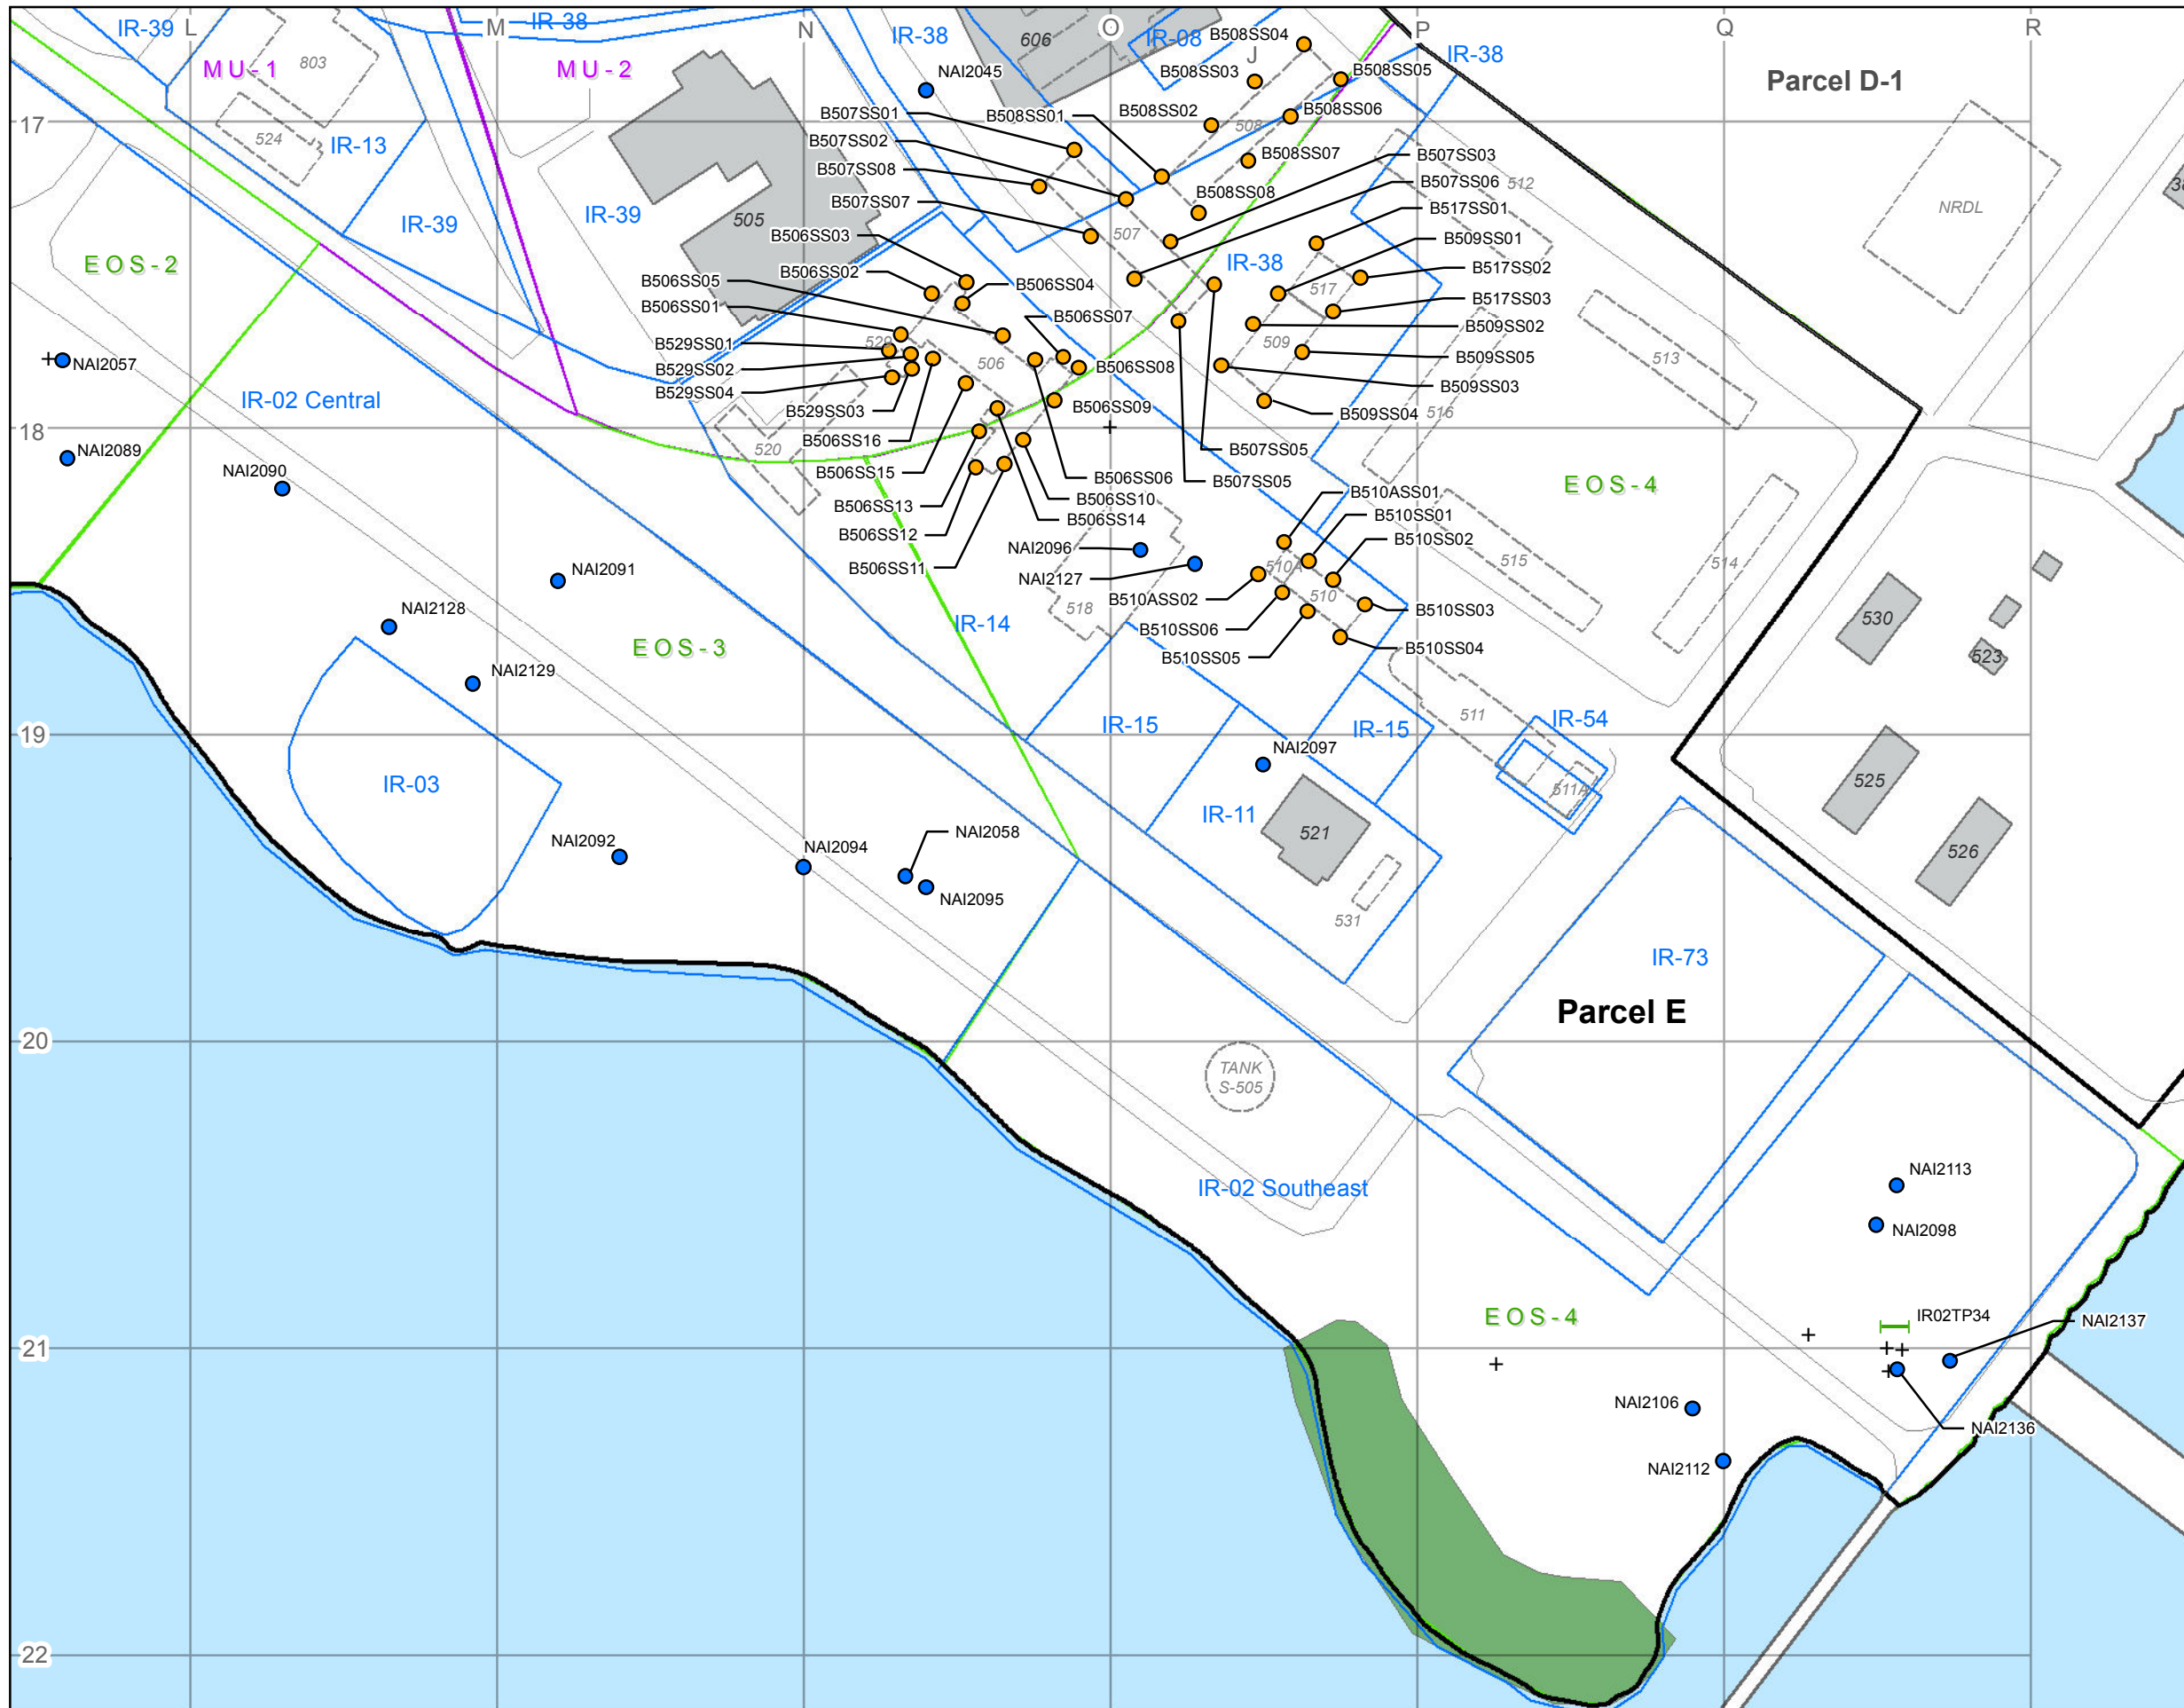 IR-39
L
M
IR-38
N
IR-38
606
O
IR-08
B508SS04
J
P
IR-38
Q
R
MU-1
803
MU-2
NAI2045
B508SS03
B508SS05
Parcel D-1
B507SS01
B508SS01
B508SS02
B508SS06
17
524
IR-13
B507SS02
508
B508SS07
B507SS03
B507SS08
B507SS06
512
IR-39
IR-39
505
B507SS07
B508SS08
B517SS01
NRDL
B506SS03
507
B509SS01
EOS-2
B506SS02
IR-38
B517SS02
B506SS05
B506SS04
517
B506SS01
B517SS03
B506SS07
B509SS02
B529SS01
529
506
509
513
B529SS02
B506SS08
B509SS05
NAI2057
B529SS04
B509SS03
IR-02 Central
B529SS03
B506SS09
B509SS04
516
18
B506SS16
520
NAI2089
NAI2090
B506SS15
B507SS05
B506SS06
B507SS05
EOS-4
B506SS13
B506SS10
B510ASS01
B506SS14
B510SS01
B506SS12
NAI2096
B510SS02
B506SS11
NAI2091
NAI2127
510A
515
514
B510ASS02
510
NAI2128
518
B510SS03
530
IR-14
B510SS06
EOS-3
B510SS04
523
B510SS05
NAI2129
511
19
IR-15
IR-15
IR-54
NAI2097
IR-03
511A
525
IR-11
521
NAI2092
NAI2094
NAI2058
526
NAI2095
531
IR-73
Parcel E
20
TANK
S-505
NAI2113
IR-02 Southeast
NAI2098
EOS-4
IR02TP34
NAI2137
21
NAI2106
NAI2136
NAI2112
22